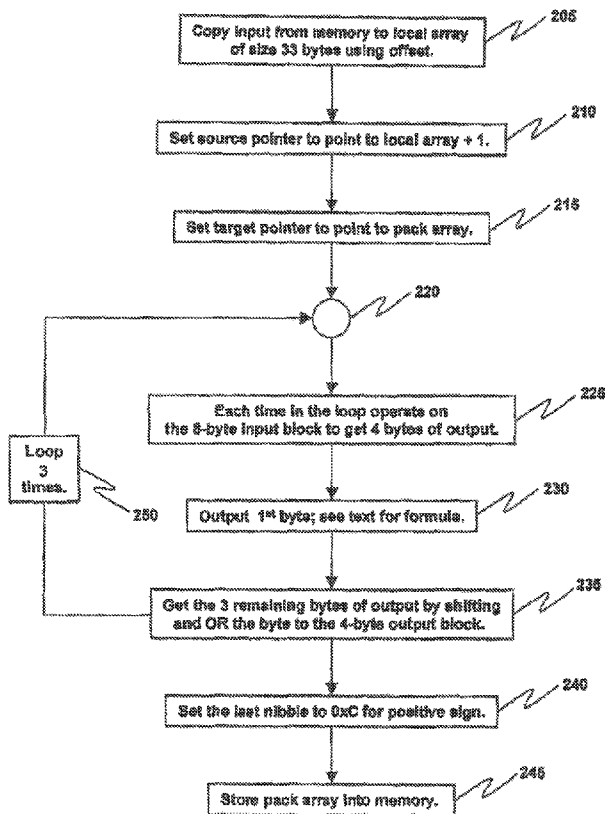 205
Copy input from memory to local array
of size 33 bytes using offset.
210
Set source pointer to point to local array + 1.
215
Set target pointer to point to pack array.
220
225
Each time in the loop operate on
the 8-byte input block to get 4 bytes of output.
Loop
3
times.
250
230
Output 1st byte; see text for formula.
235
Get the 3 remaining bytes of output by shifting
and OR the byte to the 4-byte output block.
240
Set the last nibble to 0xC for positive sign.
245
Store pack array into memory.